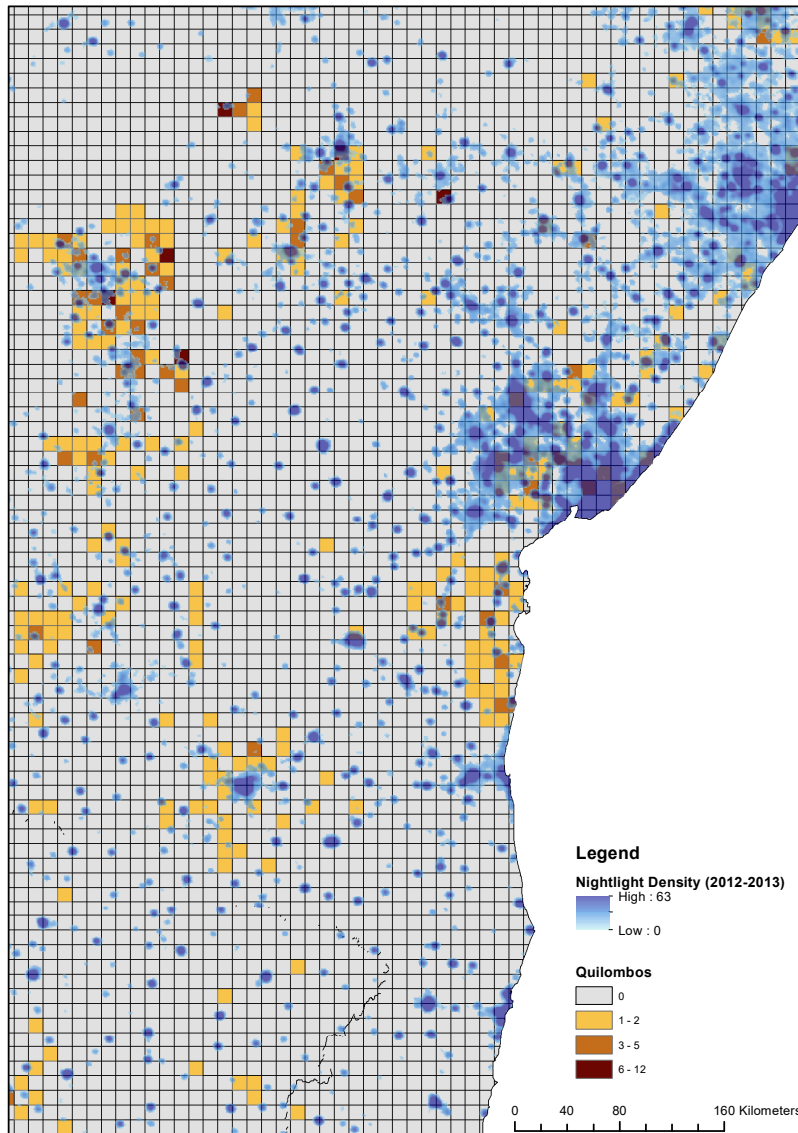 Legend
Nightlight Density (2012-2013)
High : 63
Low : 0
Quilombos
0
1 - 2
3 - 5
6 - 12
0 40 80 160 Kilometers